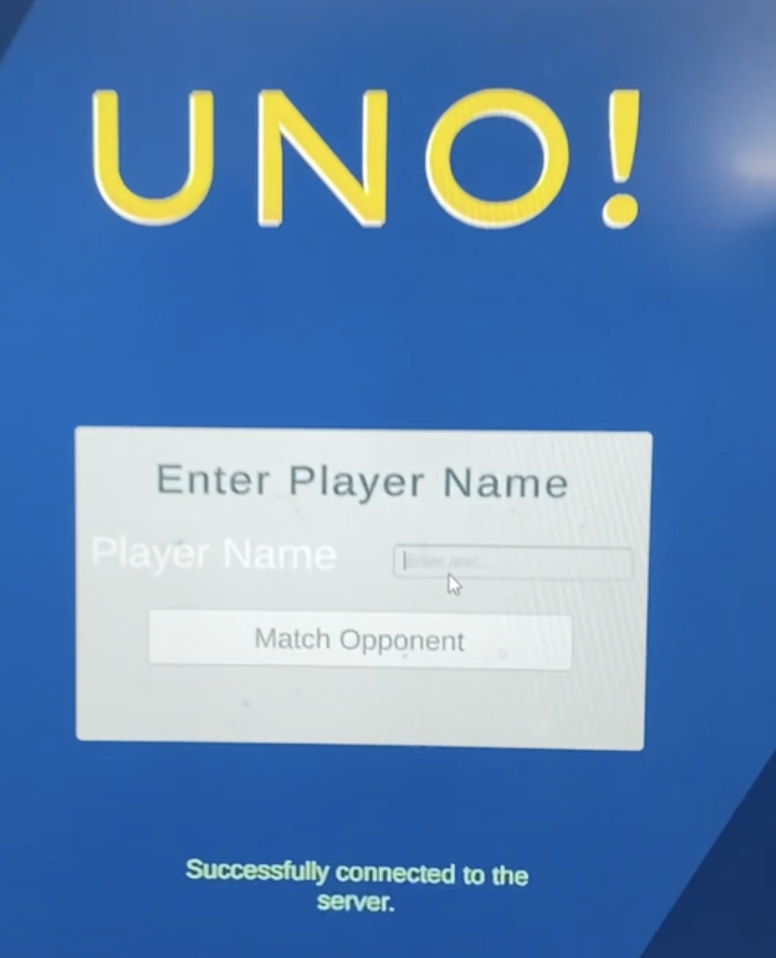 UNO!
Enter Player Name
Player Name
Match Opponent
Successfully connected to the
server.